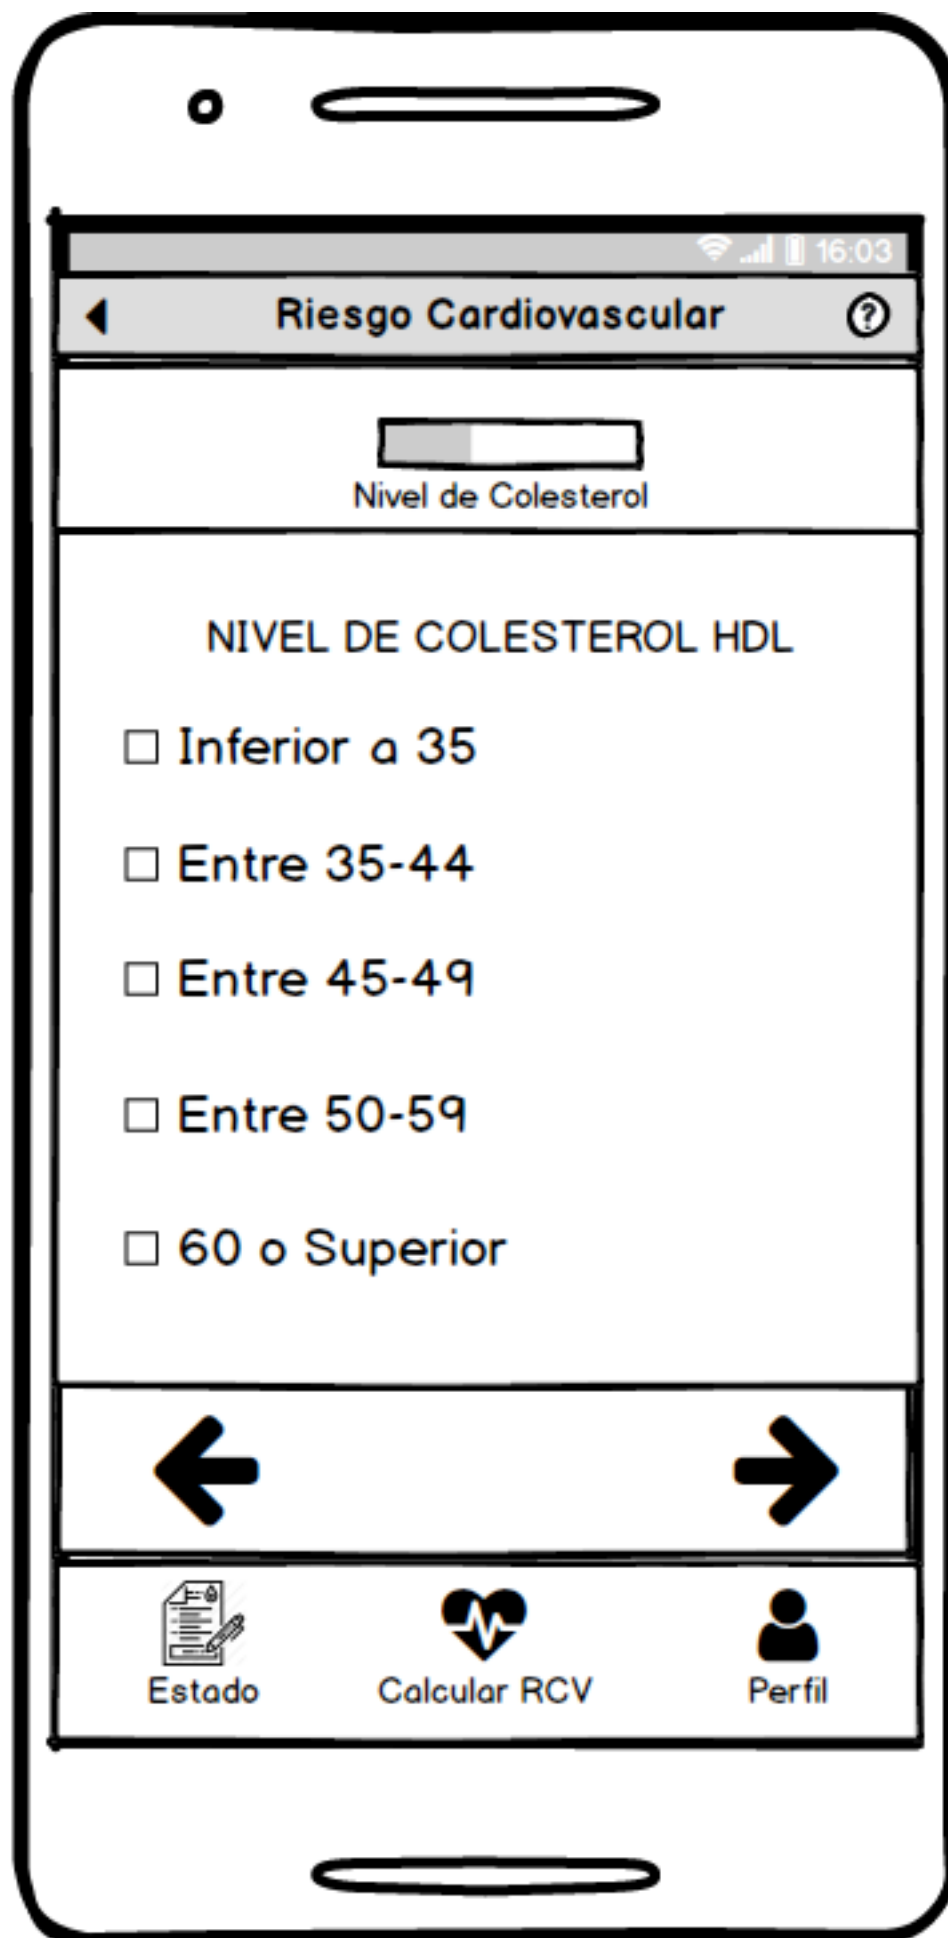 16:03
Riesgo Cardiovascular
Nivel de Colesterol
NIVEL DE COLESTEROL HDL
Inferior a 35
Entre 35-44
Entre 45-49
Entre 50-59
60 o Superior
Estado Calcular RCV Perfil